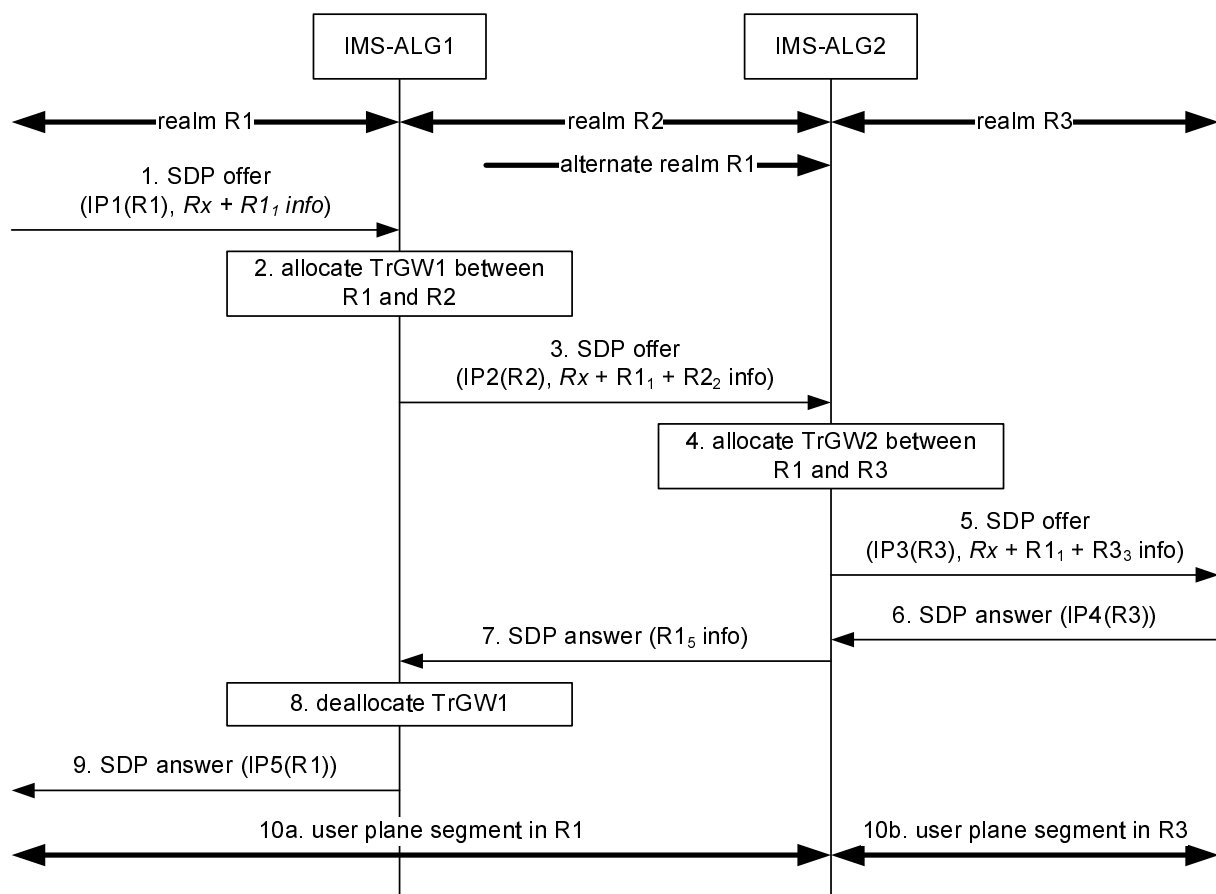 IMS-ALG1
IMS-ALG2
realm R1
realm R2
realm R3
alternate realm R1
1. SDP offer
(IP1(R1), Rx + R1₁ info)
2. allocate TrGW1 between
R1 and R2
3. SDP offer
(IP2(R2), Rx + R1₁ + R2₂ info)
4. allocate TrGW2 between
R1 and R3
5. SDP offer
(IP3(R3), Rx + R1₁ + R3₃ info)
6. SDP answer (IP4(R3))
7. SDP answer (R1₅ info)
8. deallocate TrGW1
9. SDP answer (IP5(R1))
10a. user plane segment in R1
10b. user plane segment in R3